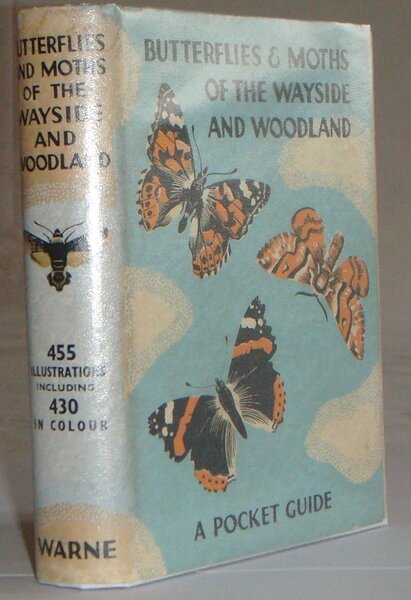 BUTTERFLIES
AND MOTHS
OF THE
WAYSIDE
AND
WOODLAND
455
ILLUSTRATIONS
INCLUDING
430
IN COLOUR
WARNE
BUTTERFLIES & MOTHS
OF THE WAYSIDE
AND WOODLAND
A POCKET GUIDE